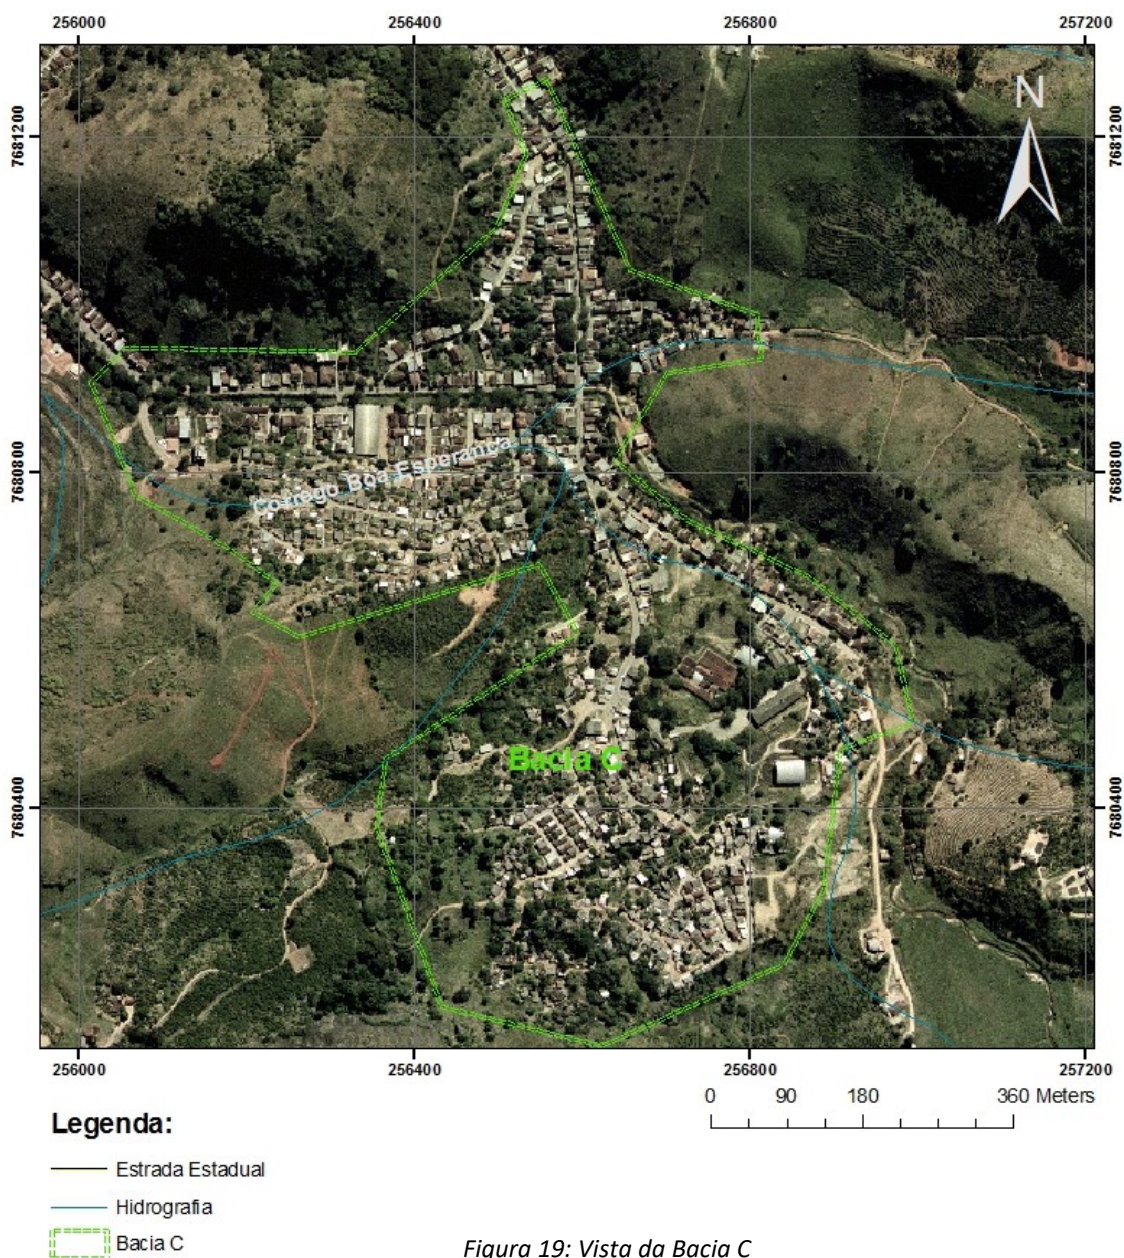 256000 256400 256800 257200
N
7681200 7681200
7680800 7680800
Córrego Boa Esperança
Bacia C
7680400 7680400
256000 256400 256800 257200
0 90 180 360 Meters
Legenda:
Estrada Estadual
Hidrografia
Bacia C
Figura 19: Vista da Bacia C